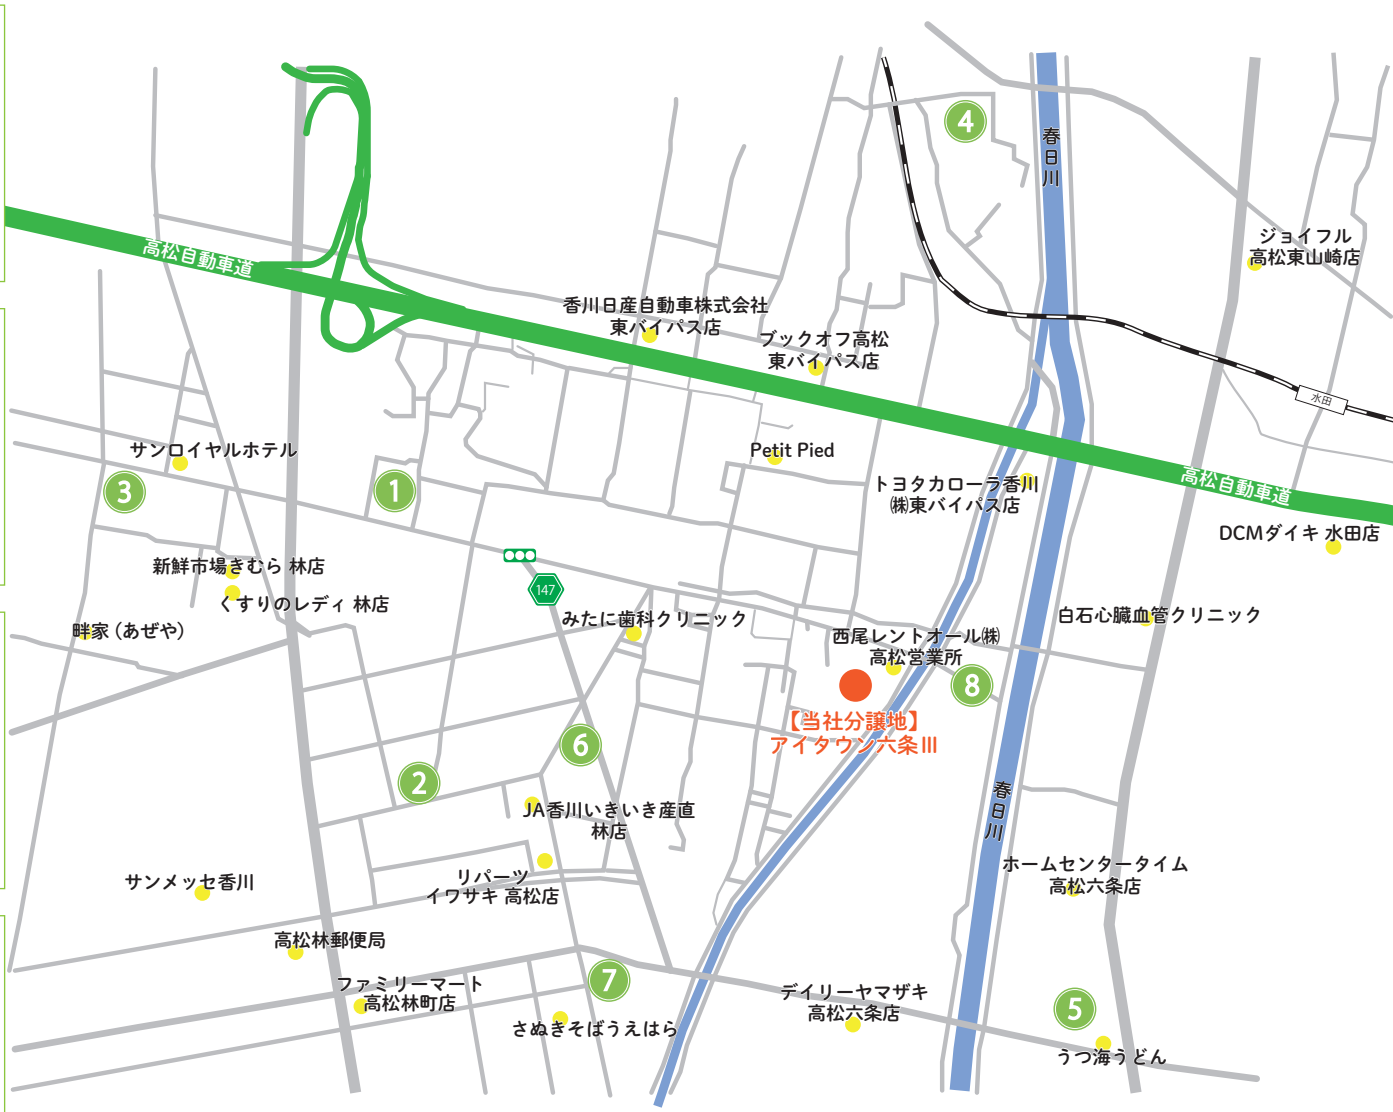 4
春日川
ジョイフル
高松東山崎店
高松自動車道
香川日産自動車株式会社
東バイパス店
ブックオフ高松
東バイパス店
水田
サンロイヤルホテル
Petit Pied
3
1
トヨタカローラ香川
㈱東バイパス店
高松自動車道
DCMダイキ 水田店
新鮮市場きむら 林店
くすりのレディ 林店
147
畔家 (あぜや)
みたに歯科クリニック
西尾レントオール㈱
高松営業所
白石心臓血管クリニック
8
【当社分譲地】
アイタウン六条Ⅲ
6
2
春日川
JA香川いきいき産直
林店
サンメッセ香川
リパーツ
イワサキ 高松店
ホームセンタータイム
高松六条店
高松林郵便局
7
ファミリーマート
高松林町店
デイリーヤマザキ
高松六条店
5
さぬきそばうえはら
うつ海うどん